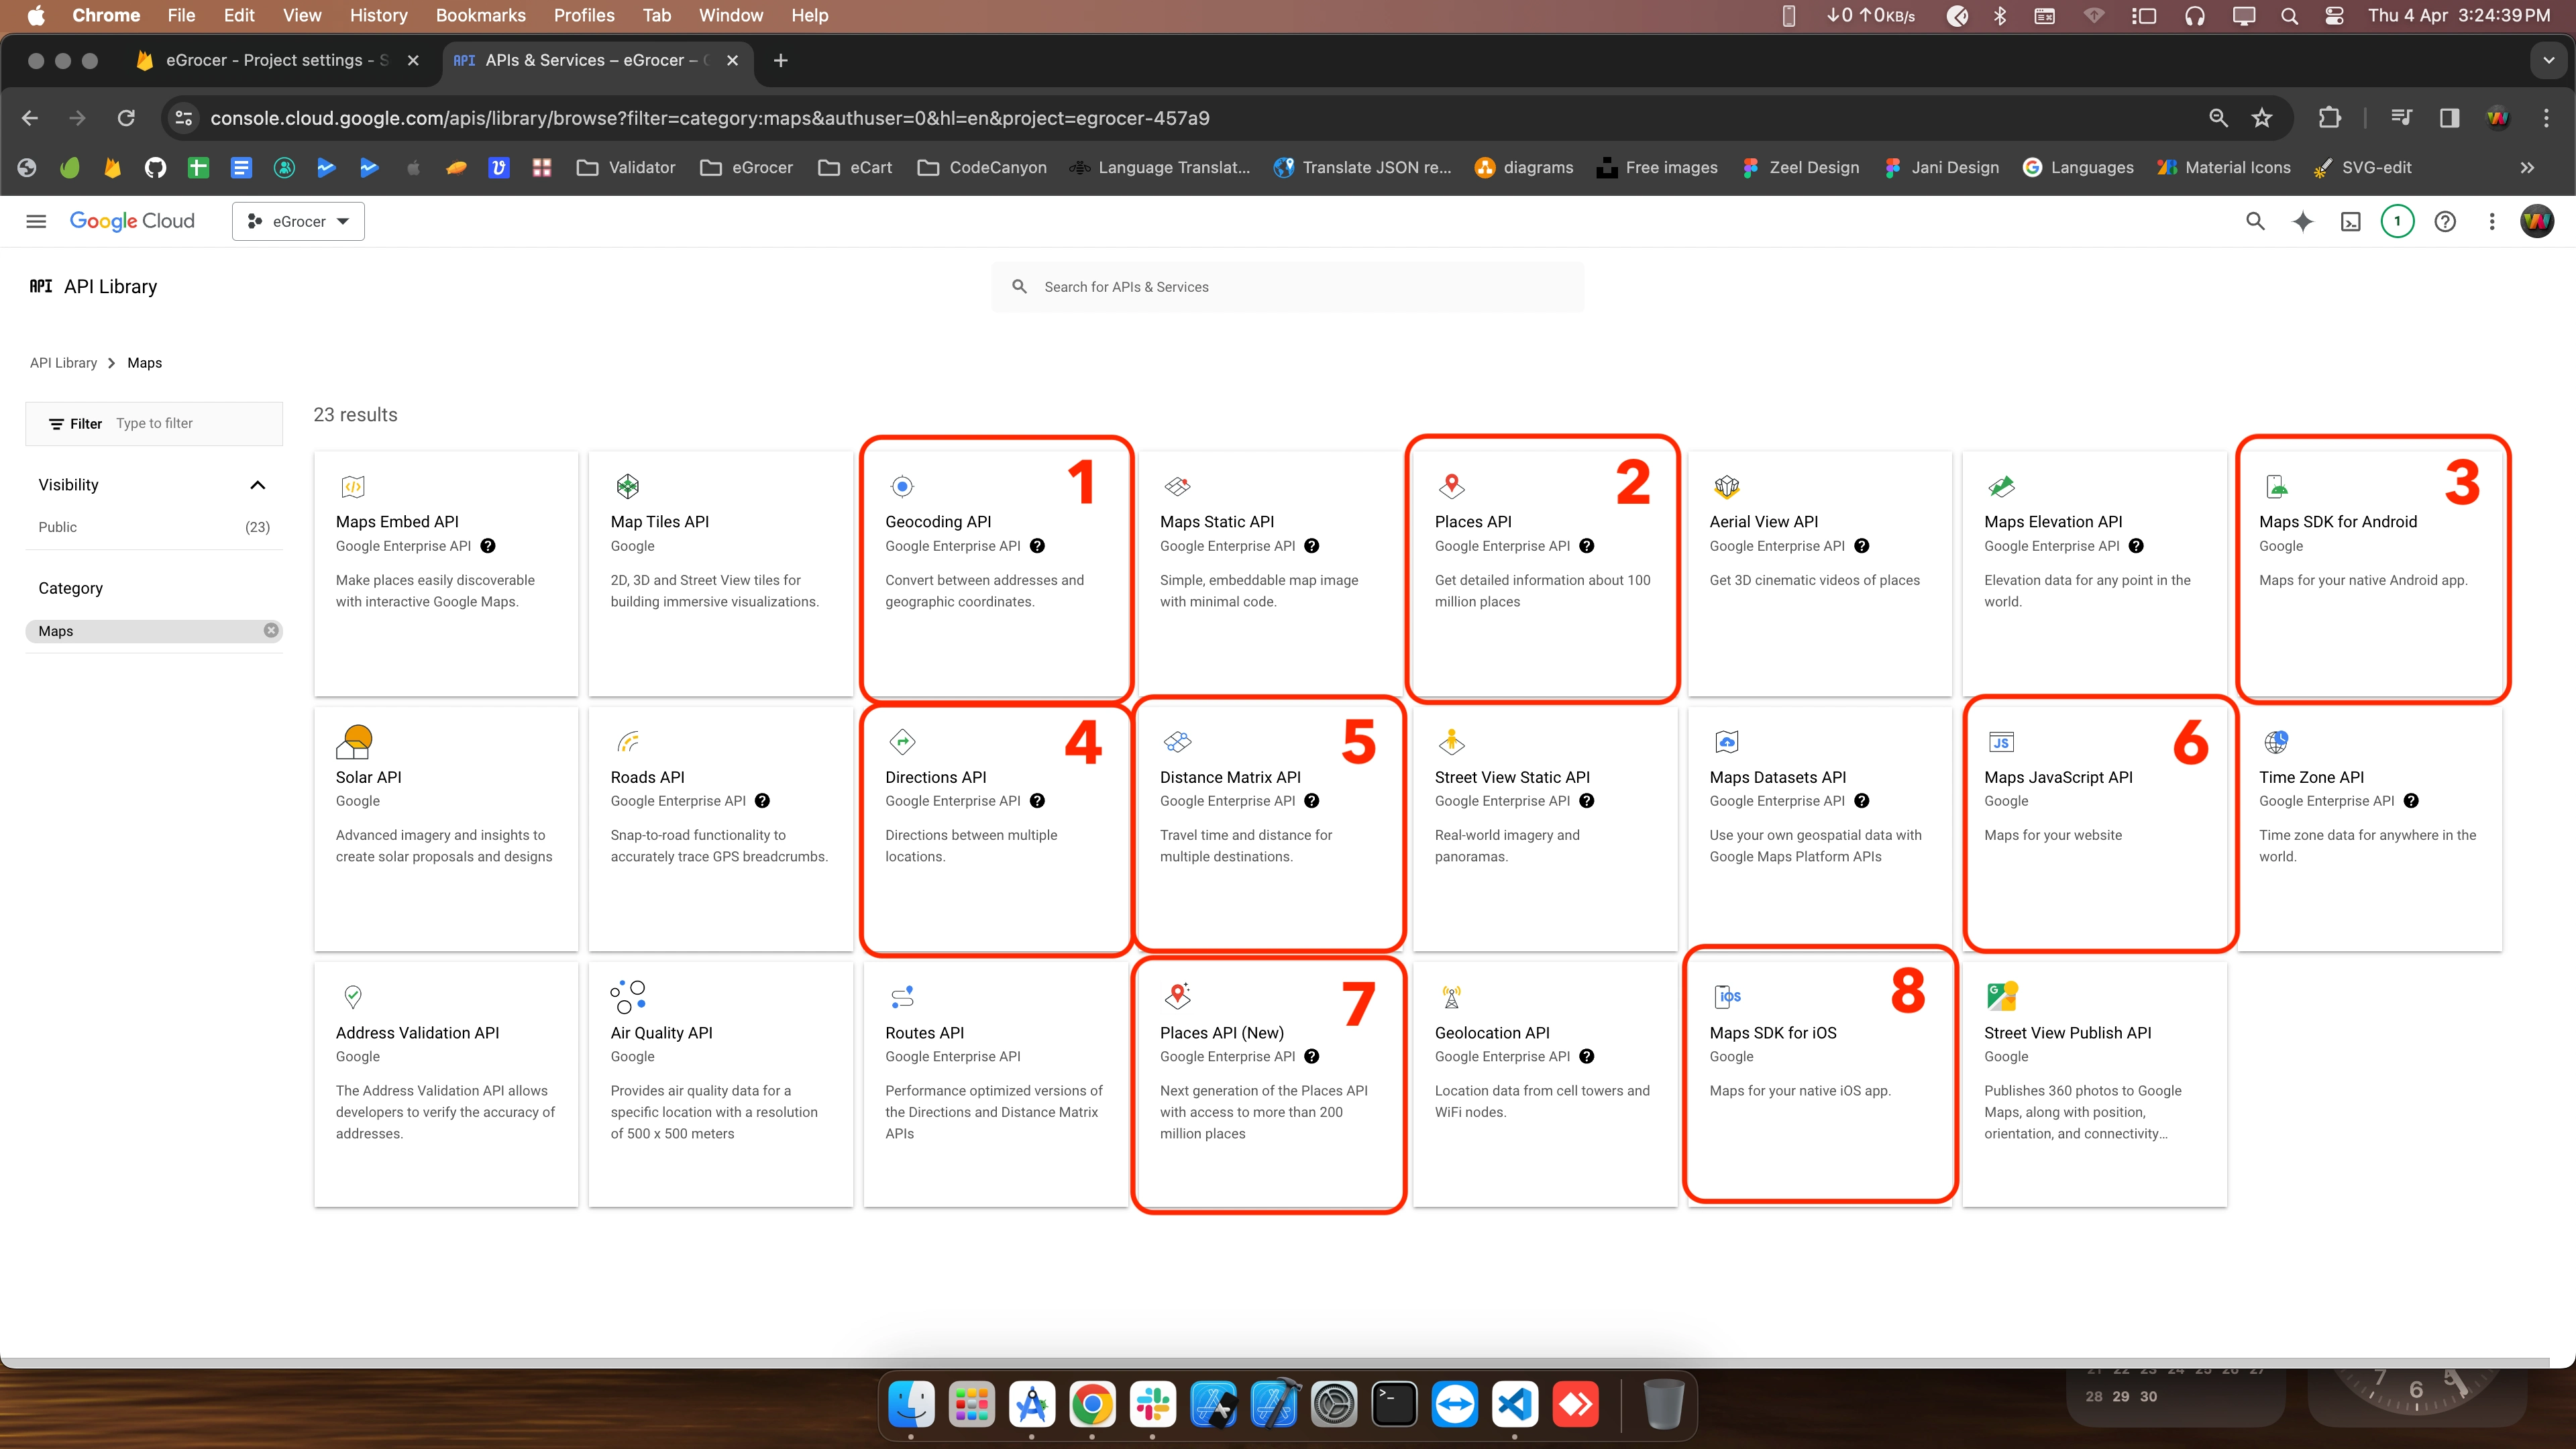 Chrome File Edit View History Bookmarks Profiles Tab Window Help
↓0 ↑0KB/s Thu 4 Apr 3:24:39 PM
eGrocer - Project settings - S
API APIs & Services – eGrocer –
console.cloud.google.com/apis/library/browse?filter=category:maps&authuser=0&hl=en&project=egrocer-457a9
Validator eGrocer eCart CodeCanyon Language Translat... Translate JSON re... diagrams Free images Zeel Design Jani Design Languages Material Icons SVG-edit
Google Cloud eGrocer 1
API API Library
Search for APIs & Services
API Library Maps
Filter Type to filter
Visibility
Public (23)
Category
Maps
23 results
Maps Embed API
Google Enterprise API
Make places easily discoverable
with interactive Google Maps.
Map Tiles API
Google
2D, 3D and Street View tiles for
building immersive visualizations.
1
Geocoding API
Google Enterprise API
Convert between addresses and
geographic coordinates.
Maps Static API
Google Enterprise API
Simple, embeddable map image
with minimal code.
2
Places API
Google Enterprise API
Get detailed information about 100
million places
Aerial View API
Google Enterprise API
Get 3D cinematic videos of places
Maps Elevation API
Google Enterprise API
Elevation data for any point in the
world.
3
Maps SDK for Android
Google
Maps for your native Android app.
Solar API
Google
Advanced imagery and insights to
create solar proposals and designs
Roads API
Google Enterprise API
Snap-to-road functionality to
accurately trace GPS breadcrumbs.
4
Directions API
Google Enterprise API
Directions between multiple
locations.
5
Distance Matrix API
Google Enterprise API
Travel time and distance for
multiple destinations.
Street View Static API
Google Enterprise API
Real-world imagery and
panoramas.
Maps Datasets API
Google Enterprise API
Use your own geospatial data with
Google Maps Platform APIs
JS
6
Maps JavaScript API
Google
Maps for your website
Time Zone API
Google Enterprise API
Time zone data for anywhere in the
world.
Address Validation API
Google
The Address Validation API allows
developers to verify the accuracy of
addresses.
Air Quality API
Google
Provides air quality data for a
specific location with a resolution
of 500 x 500 meters
Routes API
Google Enterprise API
Performance optimized versions of
the Directions and Distance Matrix
APIs
7
Places API (New)
Google Enterprise API
Next generation of the Places API
with access to more than 200
million places
Geolocation API
Google Enterprise API
Location data from cell towers and
WiFi nodes.
iOS
8
Maps SDK for iOS
Google
Maps for your native iOS app.
Street View Publish API
Google
Publishes 360 photos to Google
Maps, along with position,
orientation, and connectivity...
28 29 30
7 6 5